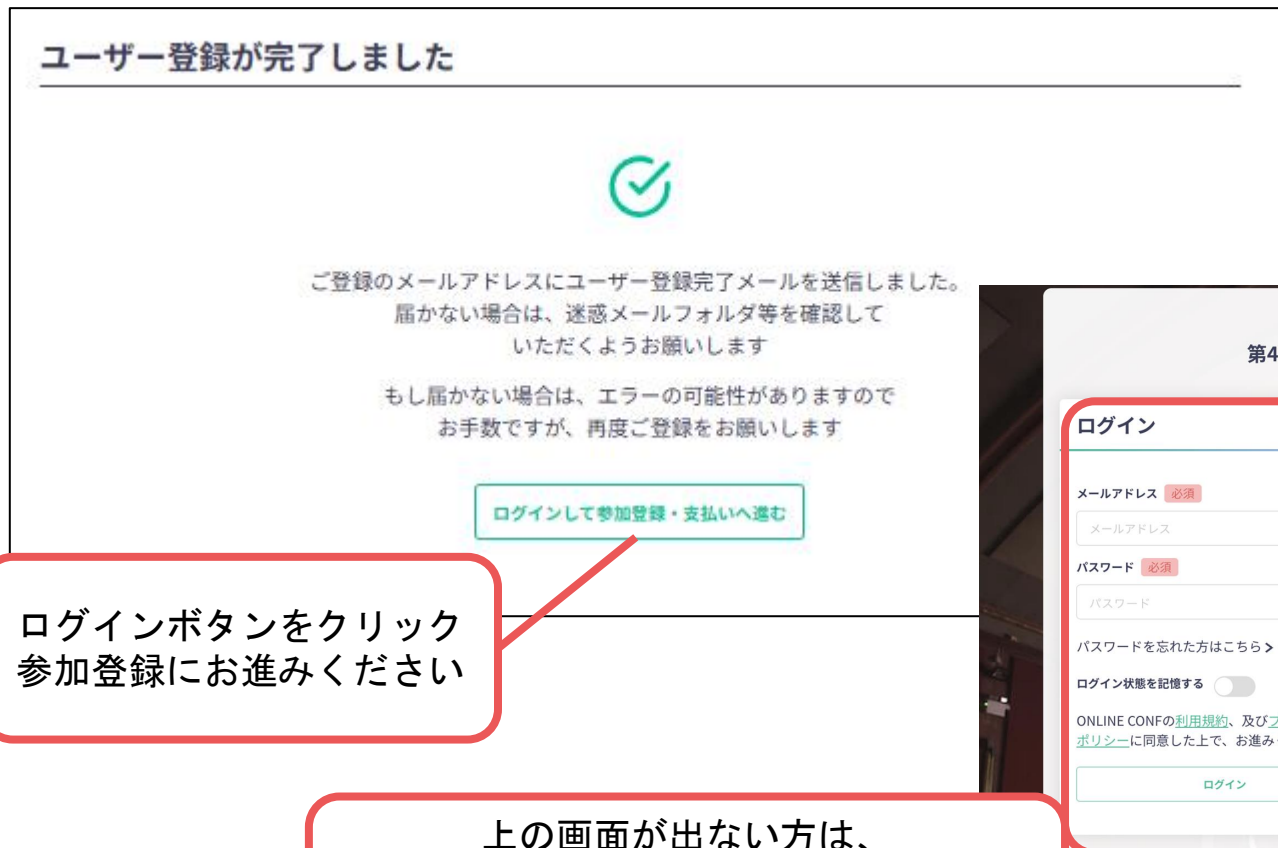 ユーザー登録が完了しました
ご登録のメールアドレスにユーザー登録完了メールを送信しました。
届かない場合は、迷惑メールフォルダ等を確認して
いただくようお願いします
もし届かない場合は、エラーの可能性がありますので
お手数ですが、再度ご登録をお願いします
ログインして参加登録・支払いへ進む
ログインボタンをクリック
参加登録にお進みください
第4
ログイン
メールアドレス 必須
メールアドレス
パスワード 必須
パスワード
パスワードを忘れた方はこちら >
ログイン状態を記憶する
ONLINE CONFの利用規約、及びプ
ポリシーに同意した上で、お進み
ログイン
上の画面が出ない方は、